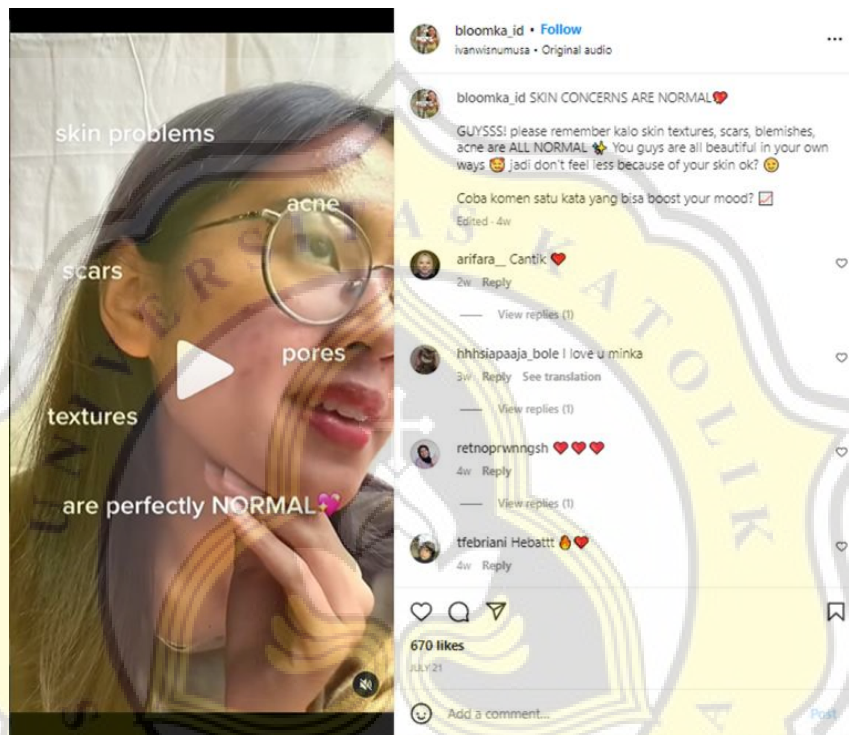 skin problems
acne
scars
pores
textures
are perfectly NORMAL💖
bloomka_id • Follow
ivanwisnumusa • Original audio
bloomka_id SKIN CONCERNS ARE NORMAL💖
GUYSSS! please remember kalo skin textures, scars, blemishes,
acne are ALL NORMAL ✨ You guys are all beautiful in your own
ways 🥰 jadi don't feel less because of your skin ok? 🙂
Coba komen satu kata yang bisa boost your mood? 📈
Edited · 4w
arifara__ Cantik ❤️
2w Reply
View replies (1)
hhhsiapaaja_bole I love u minka
3w Reply See translation
View replies (1)
retnoprwnngsh ❤️❤️❤️
4w Reply
View replies (1)
tfebriani Hebattt 🔥❤️
4w Reply
670 likes
JULY 21
Add a comment...
Post
UNIVERSITAS KATOLIK